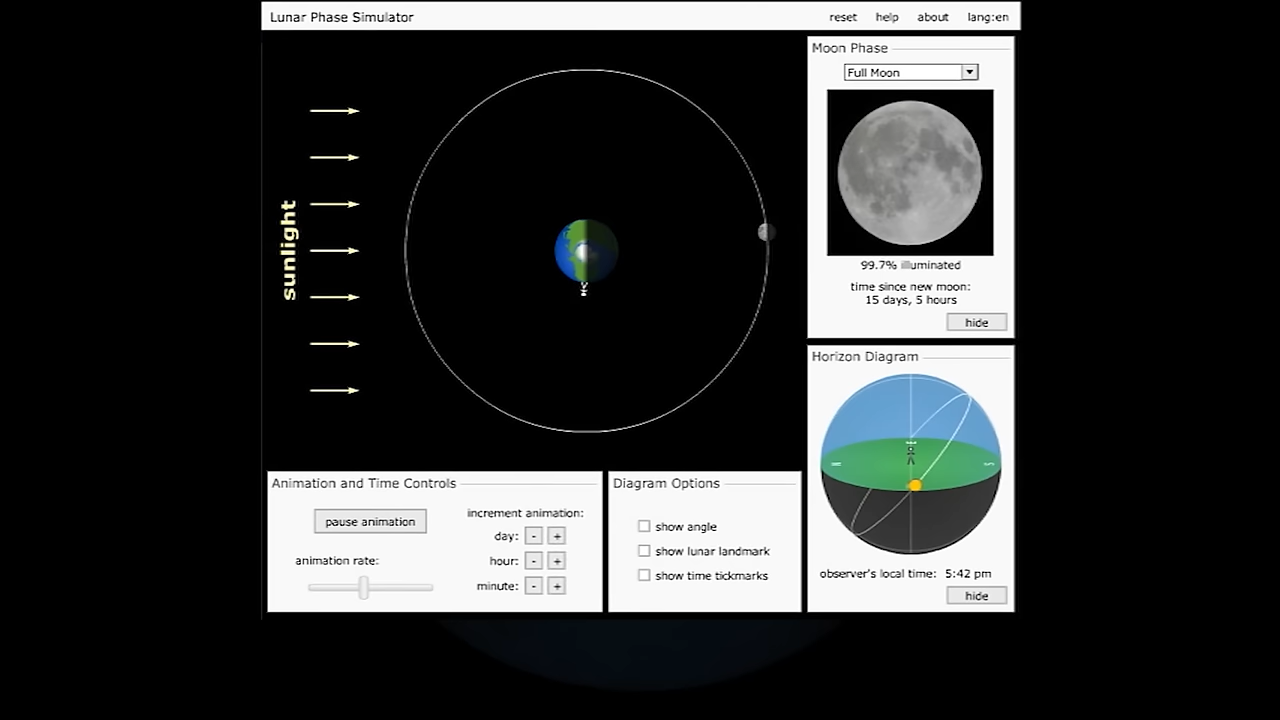 Lunar Phase Simulator
reset help about lang:en
sunlight
Moon Phase
Full Moon
99.7% illuminated
time since new moon:
15 days, 5 hours
hide
Horizon Diagram
observer's local time: 5:42 pm
hide
Animation and Time Controls
pause animation
animation rate:
increment animation:
day: - +
hour: - +
minute: - +
Diagram Options
show angle
show lunar landmark
show time tickmarks